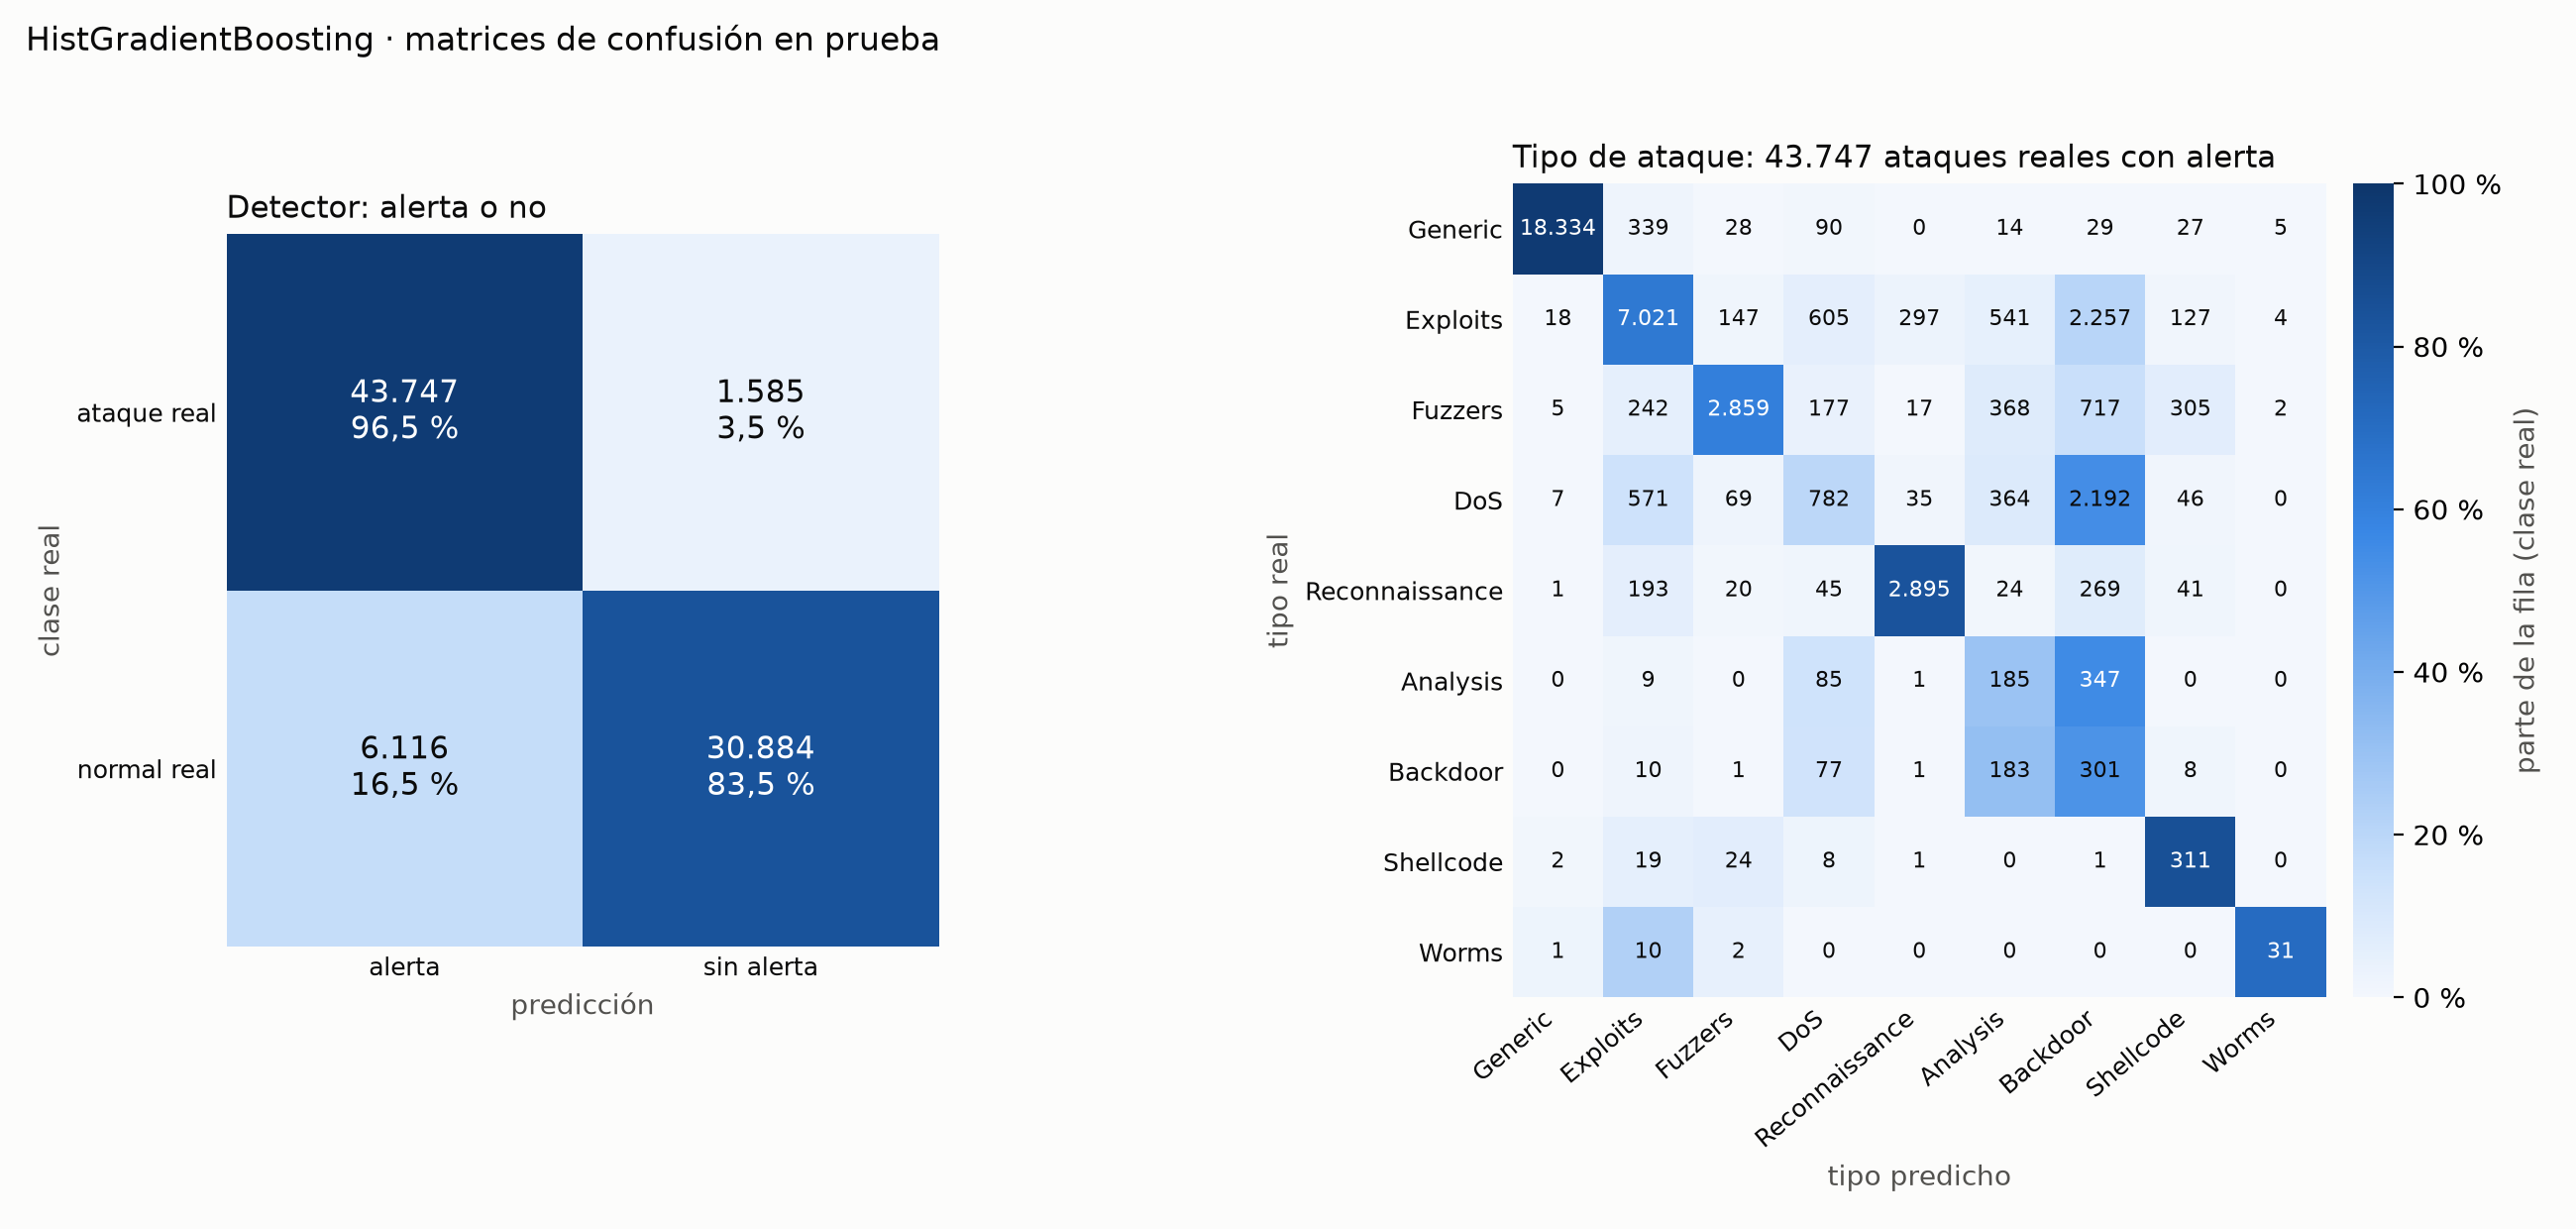 HistGradientBoosting · matrices de confusión en prueba
Detector: alerta o no
clase real
ataque real
43.747
96,5 %
1.585
3,5 %
normal real
6.116
16,5 %
30.884
83,5 %
alerta
sin alerta
predicción
Tipo de ataque: 43.747 ataques reales con alerta
tipo real
Generic 18.334 339 28 90 0 14 29 27 5
Exploits 18 7.021 147 605 297 541 2.257 127 4
Fuzzers 5 242 2.859 177 17 368 717 305 2
DoS 7 571 69 782 35 364 2.192 46 0
Reconnaissance 1 193 20 45 2.895 24 269 41 0
Analysis 0 9 0 85 1 185 347 0 0
Backdoor 0 10 1 77 1 183 301 8 0
Shellcode 2 19 24 8 1 0 1 311 0
Worms 1 10 2 0 0 0 0 0 31
Generic Exploits Fuzzers DoS Reconnaissance Analysis Backdoor Shellcode Worms
tipo predicho
100 %
80 %
60 %
40 %
20 %
0 %
parte de la fila (clase real)